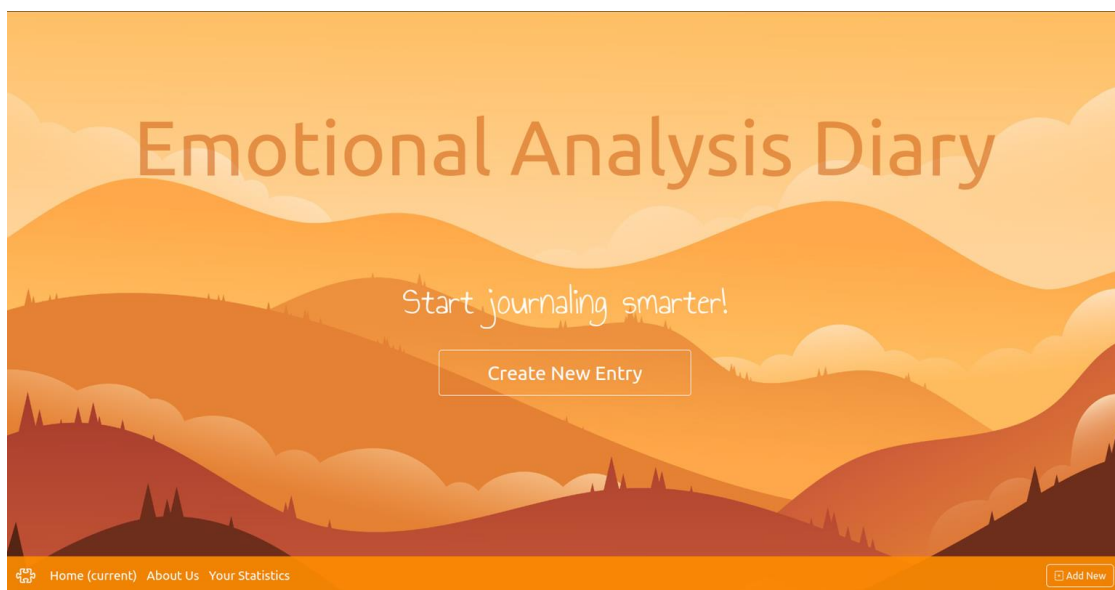 Emotional Analysis Diary
Start journaling smarter!
Create New Entry
Home (current) About Us Your Statistics
Add New